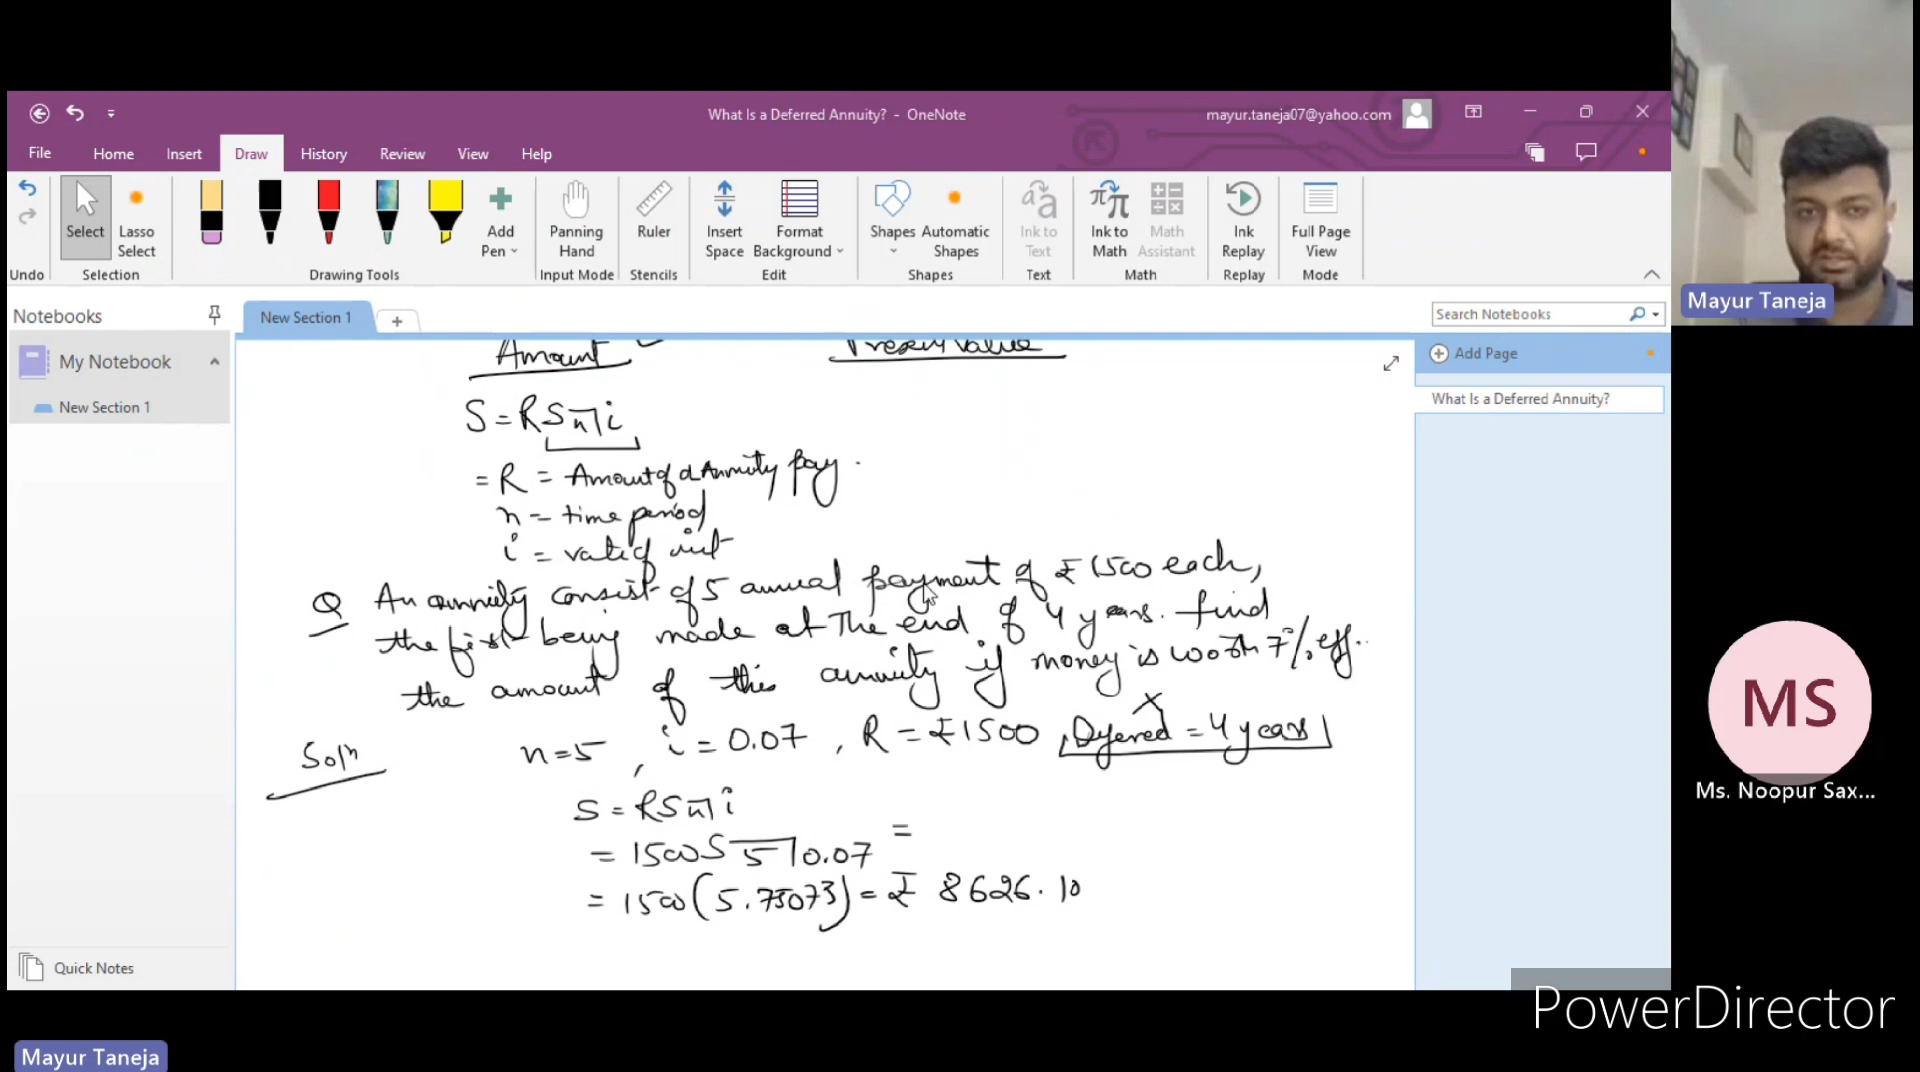 What Is a Deferred Annuity? - OneNote
mayur.taneja07@yahoo.com
File Home Insert Draw History Review View Help
Undo
Select
Lasso Select
Selection
Drawing Tools
Add Pen
Panning Hand
Input Mode
Ruler
Stencils
Insert Space
Format Background
Edit
Shapes
Automatic Shapes
Shapes
Ink to Text
Text
Ink to Math
Math Assistant
Math
Ink Replay
Replay
Full Page View
Mode
Mayur Taneja
Notebooks
New Section 1
Search Notebooks
My Notebook
New Section 1
Add Page
What Is a Deferred Annuity?
Amount Present Value
S = R S n̅| i
= R = Amount of d Annuity pay.
n = time period
i =
Q An annuity consist of 5 annual payment of ₹ 1500 each,
the first being made at the end of 4 years. find
the amount of this annuity if money is worth 7% eff.
Soln n = 5, i = 0.07, R = ₹1500 Deferred = 4 years
S = R S n̅| i
= 1500 S 5̅| 0.07 =
= 1500 (5.75073) = ₹ 8626.10
Quick Notes
MS
Ms. Noopur Sax...
PowerDirector
Mayur Taneja